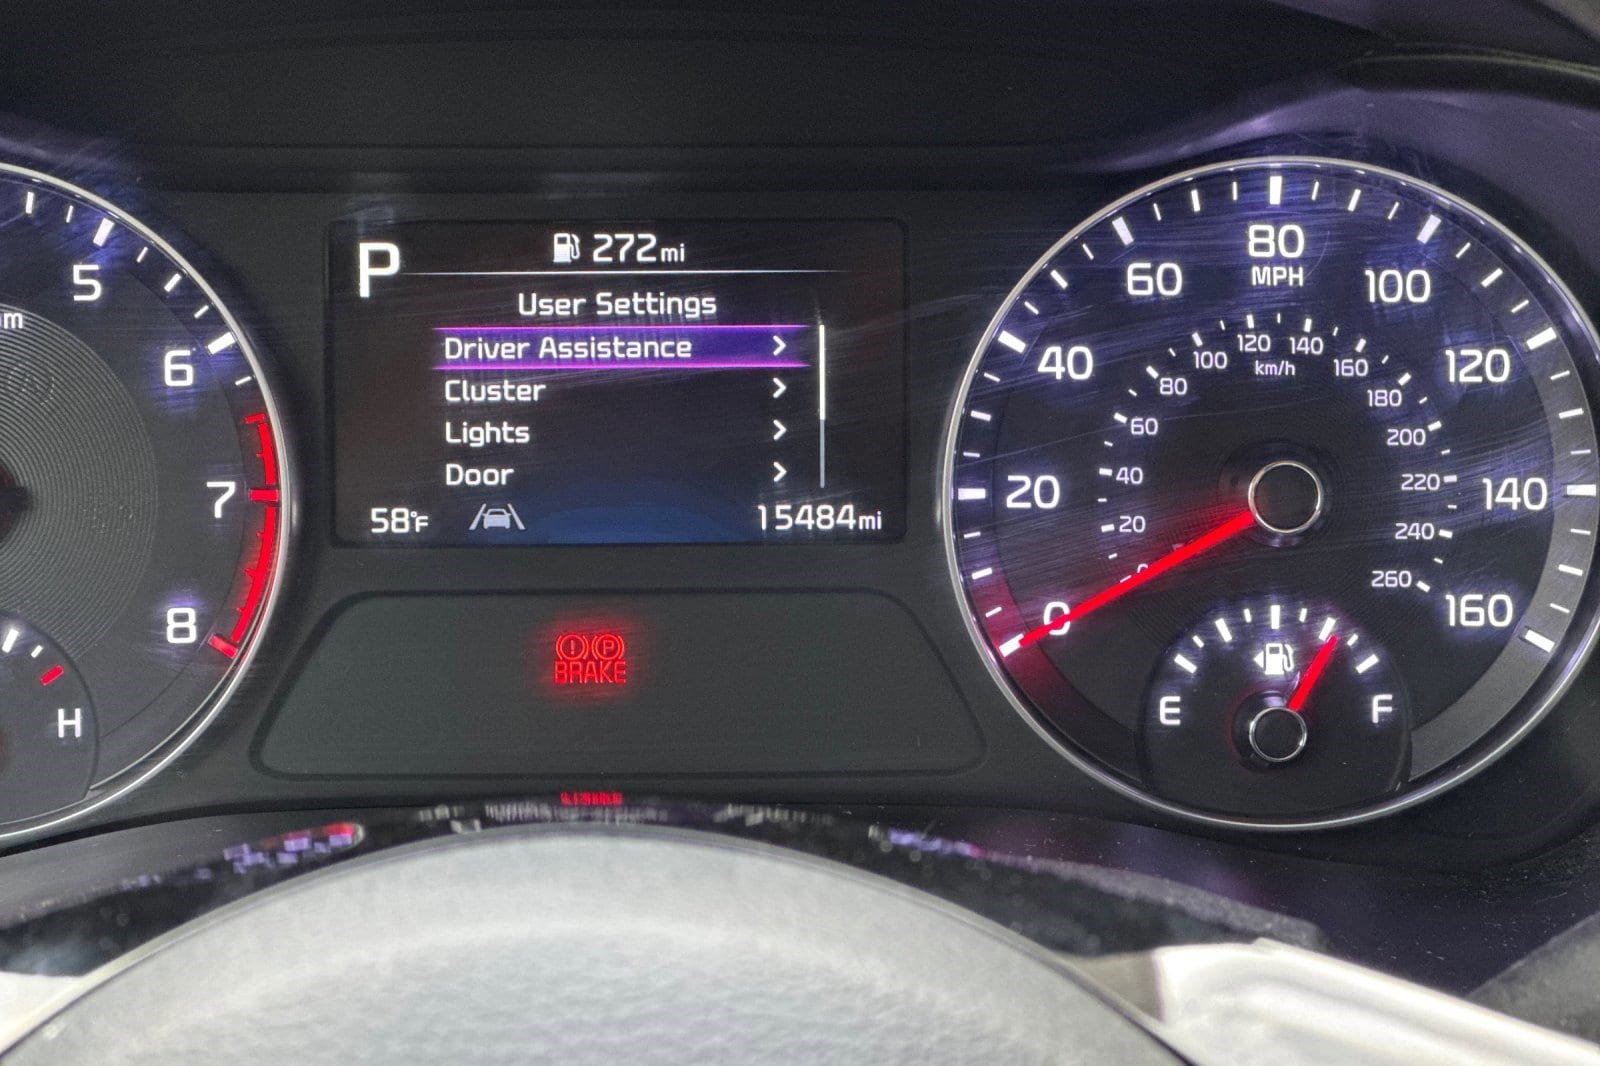 P
272mi
User Settings
Driver Assistance
Cluster
Lights
Door
58°F
15484mi
BRAKE
5
6
7
8
H
0
20
40
60
80
MPH
100
120
140
160
20
40
60
80
100
120
140
160
180
200
220
240
260
km/h
E
F
(!)(P)